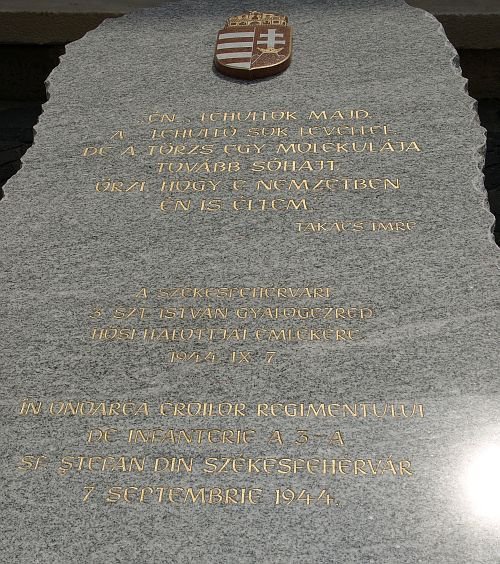 ÉN LEHULLOK MAJD,
A LEHULLÓ SOK LEVÉLLEL
DE A TÖRZS EGY MOLEKULÁJA
TOVÁBB SÓHAJT,
ŐRZI, HOGY E NEMZETBEN
ÉN IS ÉLTEM
TAKÁCS IMRE
A SZÉKESFEHÉRVÁRI
3. SZT. ISTVÁN GYALOGEZRED
HŐSI HALOTTJAI EMLÉKÉRE
1944. IX. 7.
ÎN ONOAREA EROILOR REGIMENTULUI
DE INFANTERIE A 3.-A
SF. ŞTEFAN DIN SZÉKESFEHÉRVÁR
7 SEPTEMBRIE 1944.